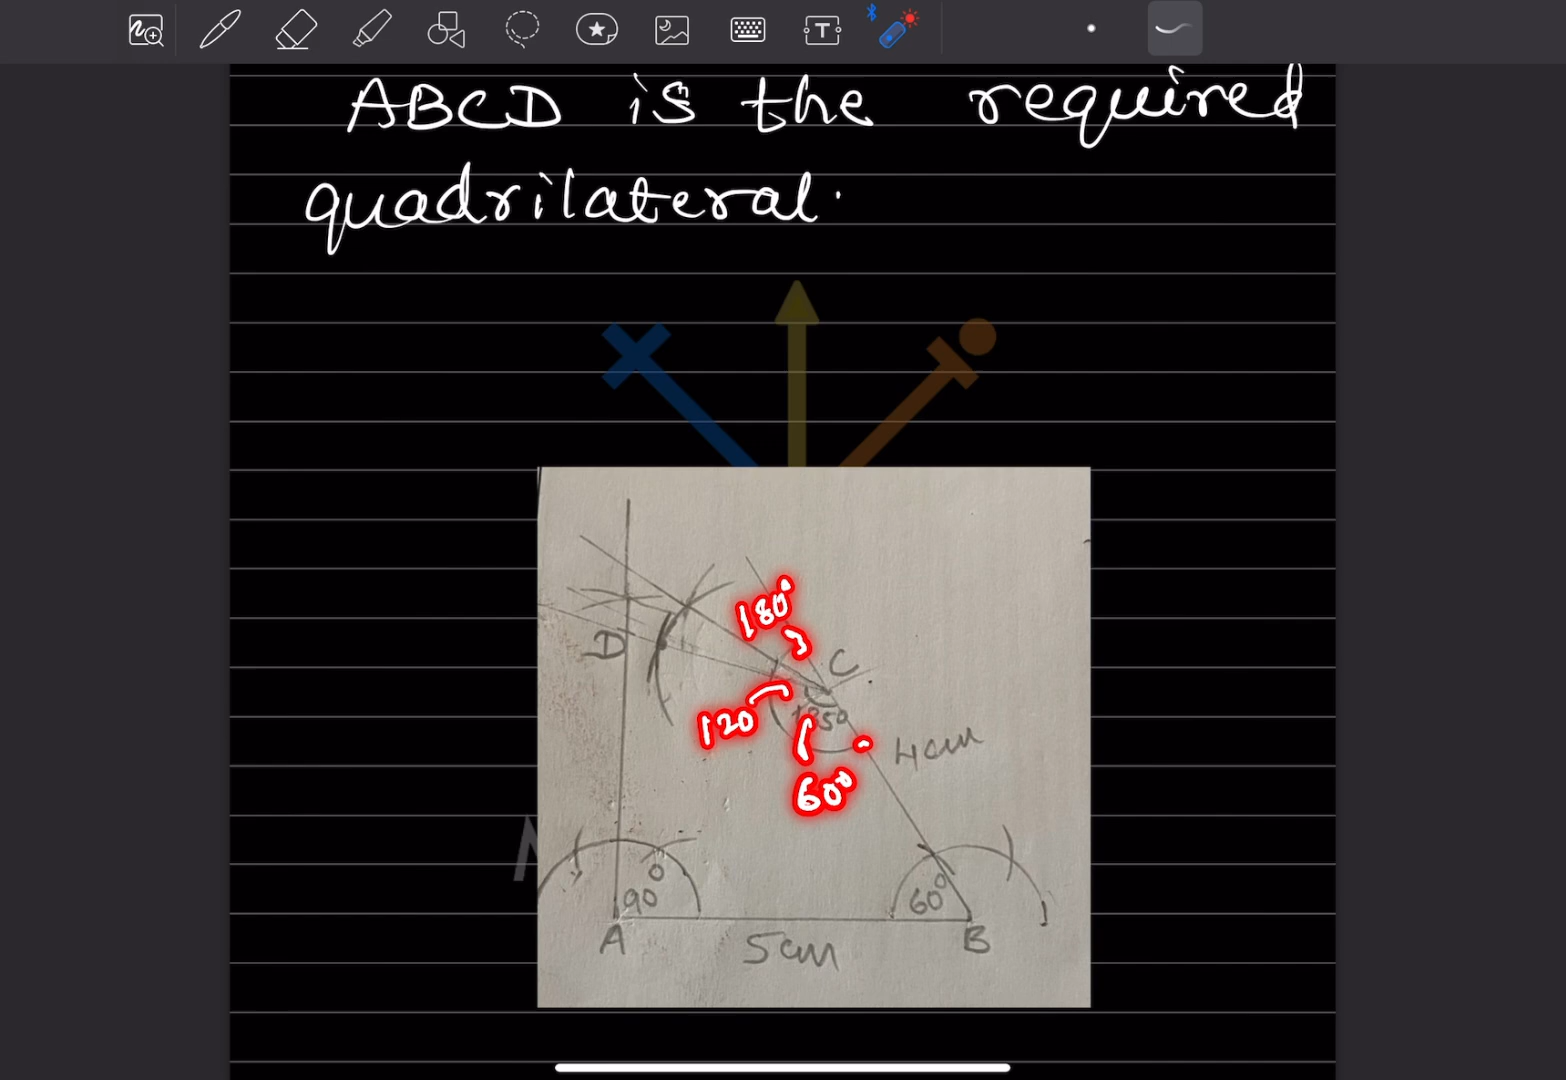 ABCD is the required
quadrilateral.
180°
D
C
120
135°
4cm
60°
90°
60°
A
5cm
B